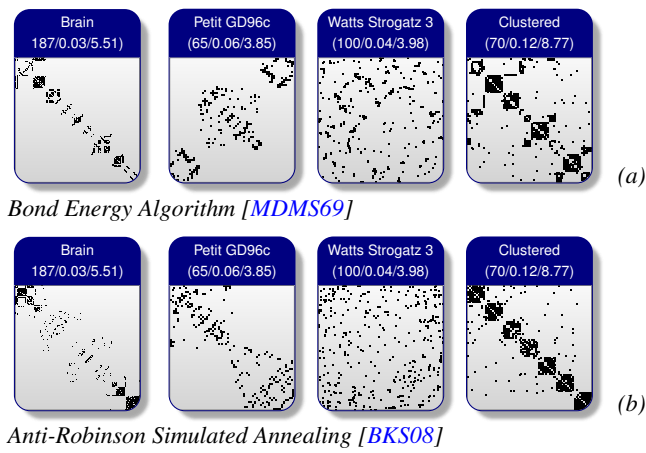 Brain
187/0.03/5.51)
Petit GD96c
(65/0.06/3.85)
Watts Strogatz 3
(100/0.04/3.98)
Clustered
(70/0.12/8.77)
(a)
Bond Energy Algorithm [MDMS69]
Brain
187/0.03/5.51)
Petit GD96c
(65/0.06/3.85)
Watts Strogatz 3
(100/0.04/3.98)
Clustered
(70/0.12/8.77)
(b)
Anti-Robinson Simulated Annealing [BKS08]